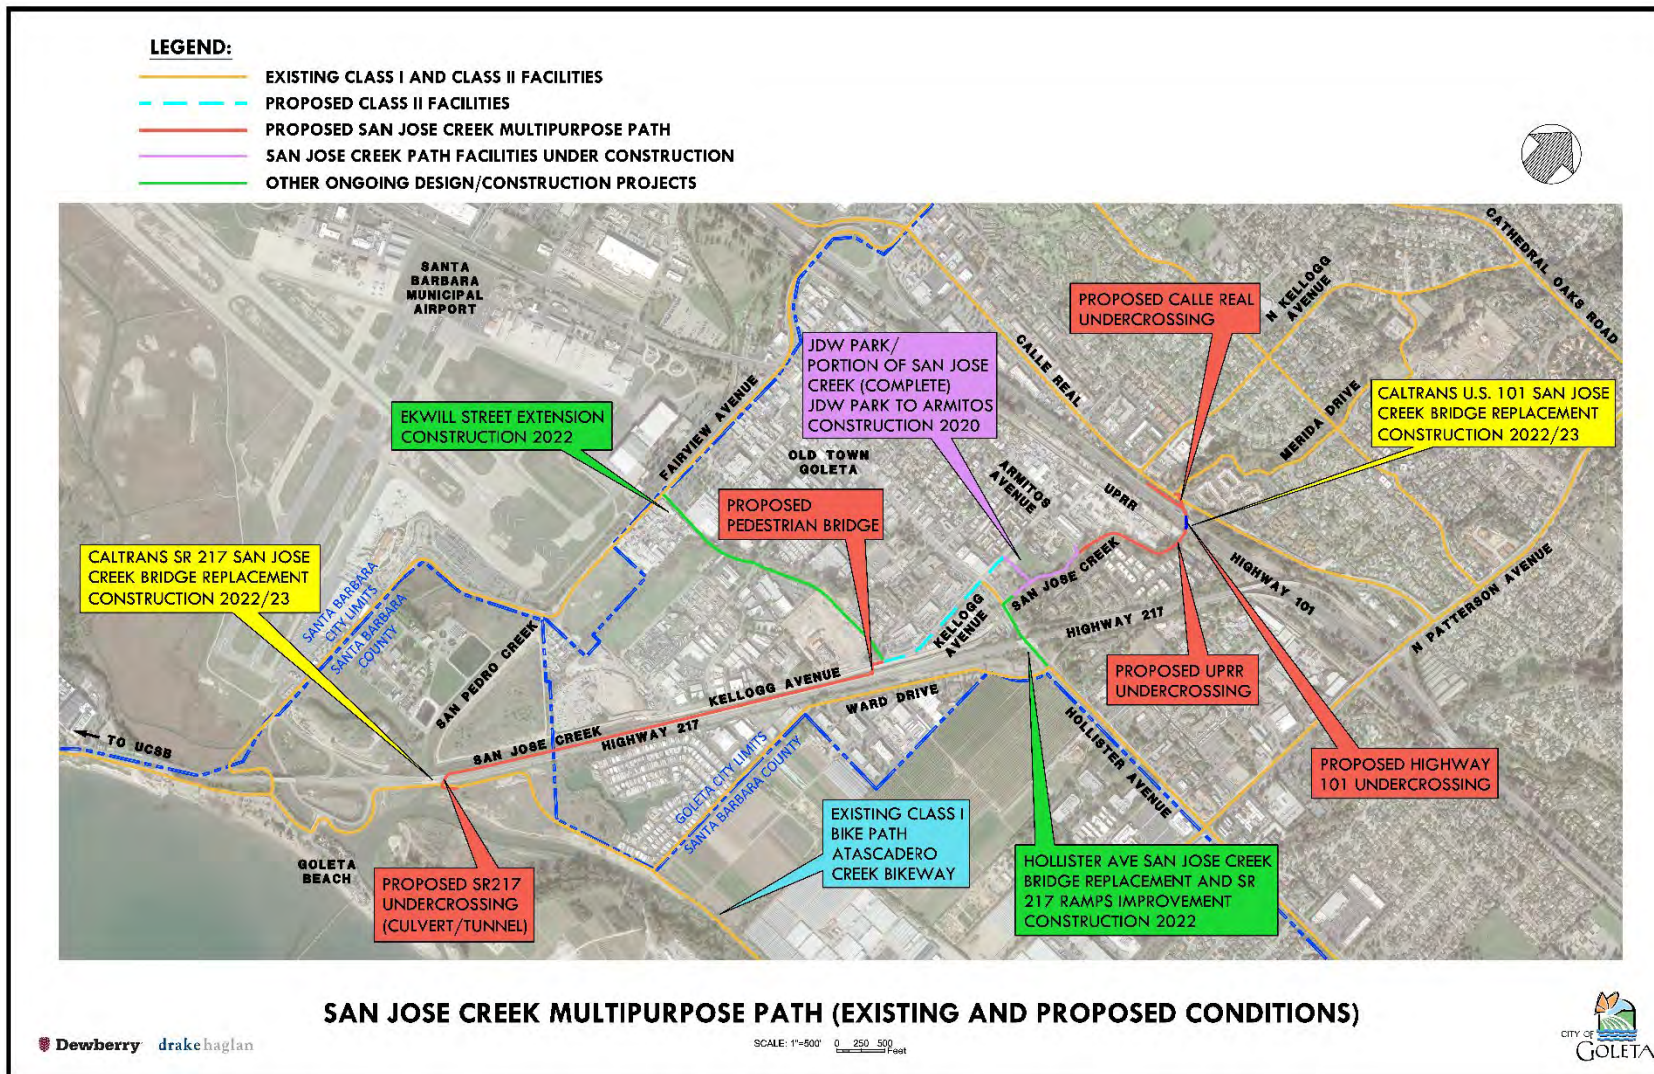 LEGEND:
EXISTING CLASS I AND CLASS II FACILITIES
PROPOSED CLASS II FACILITIES
PROPOSED SAN JOSE CREEK MULTIPURPOSE PATH
SAN JOSE CREEK PATH FACILITIES UNDER CONSTRUCTION
OTHER ONGOING DESIGN/CONSTRUCTION PROJECTS
SANTA
BARBARA
MUNICIPAL
AIRPORT
CATHEDRAL OAKS ROAD
N KELLOGG
AVENUE
PROPOSED CALLE REAL
UNDERCROSSING
JDW PARK/
PORTION OF SAN JOSE
CREEK (COMPLETE)
JDW PARK TO ARMITOS
CONSTRUCTION 2020
CALLE REAL
MERIDA DRIVE
CALTRANS U.S. 101 SAN JOSE
CREEK BRIDGE REPLACEMENT
CONSTRUCTION 2022/23
EKWILL STREET EXTENSION
CONSTRUCTION 2022
FAIRVIEW AVENUE
OLD TOWN
GOLETA
ARMITOS
AVENUE
UPRR
PROPOSED
PEDESTRIAN BRIDGE
CALTRANS SR 217 SAN JOSE
CREEK BRIDGE REPLACEMENT
CONSTRUCTION 2022/23
SANTA BARBARA
CITY LIMITS
SANTA BARBARA
COUNTY
SAN PEDRO CREEK
KELLOGG
AVENUE
SAN JOSE CREEK
HIGHWAY 217
HIGHWAY 101
N PATTERSON AVENUE
PROPOSED UPRR
UNDERCROSSING
KELLOGG AVENUE
WARD DRIVE
SAN JOSE CREEK
HIGHWAY 217
TO UCSB
GOLETA CITY LIMITS
SANTA BARBARA COUNTY
HOLLISTER AVENUE
PROPOSED HIGHWAY
101 UNDERCROSSING
EXISTING CLASS I
BIKE PATH
ATASCADERO
CREEK BIKEWAY
GOLETA
BEACH
PROPOSED SR217
UNDERCROSSING
(CULVERT/TUNNEL)
HOLLISTER AVE SAN JOSE CREEK
BRIDGE REPLACEMENT AND SR
217 RAMPS IMPROVEMENT
CONSTRUCTION 2022
SAN JOSE CREEK MULTIPURPOSE PATH (EXISTING AND PROPOSED CONDITIONS)
Dewberry drakehaglan
SCALE: 1"=500' 0 250 500
Feet
CITY OF
GOLETA